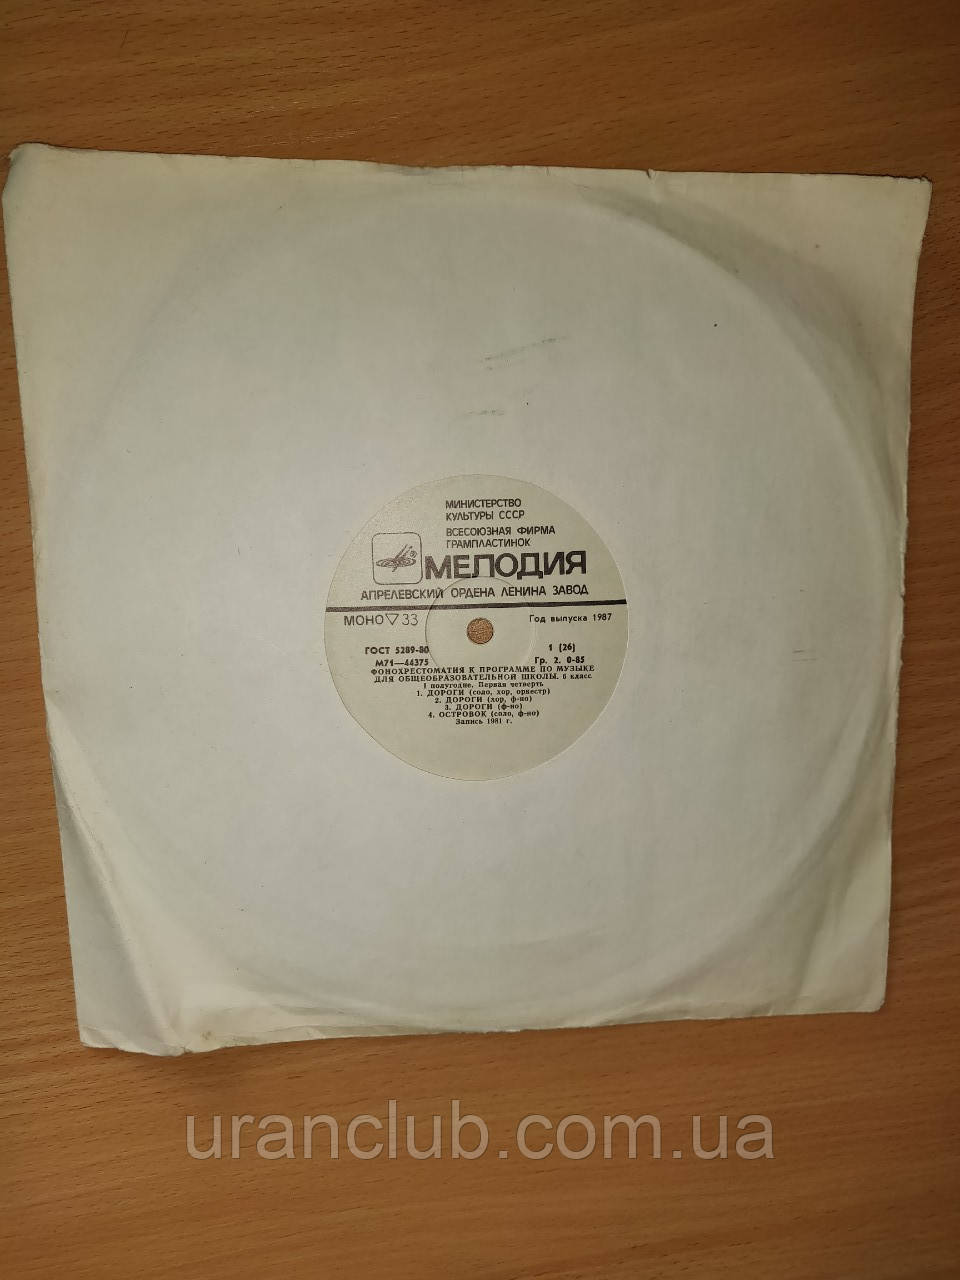 МИНИСТЕРСТВО
КУЛЬТУРЫ СССР
ВСЕСОЮЗНАЯ ФИРМА
ГРАМПЛАСТИНОК
МЕЛОДИЯ
АПРЕЛЕВСКИЙ ОРДЕНА ЛЕНИНА ЗАВОД
МОНО ▽ 33 Год выпуска 1987
ГОСТ 5289-80 1 (26)
М71—44375 Гр. 2. 0-85
ФОНОХРЕСТОМАТИЯ К ПРОГРАММЕ ПО МУЗЫКЕ
ДЛЯ ОБЩЕОБРАЗОВАТЕЛЬНОЙ ШКОЛЫ. 6 класс
I полугодие. Первая четверть
1. ДОРОГИ (соло, хор, оркестр)
2. ДОРОГИ (хор, ф-но)
3. ДОРОГИ (ф-но)
4. ОСТРОВОК (соло, ф-но)
Запись 1981 г.
uranclub.com.ua